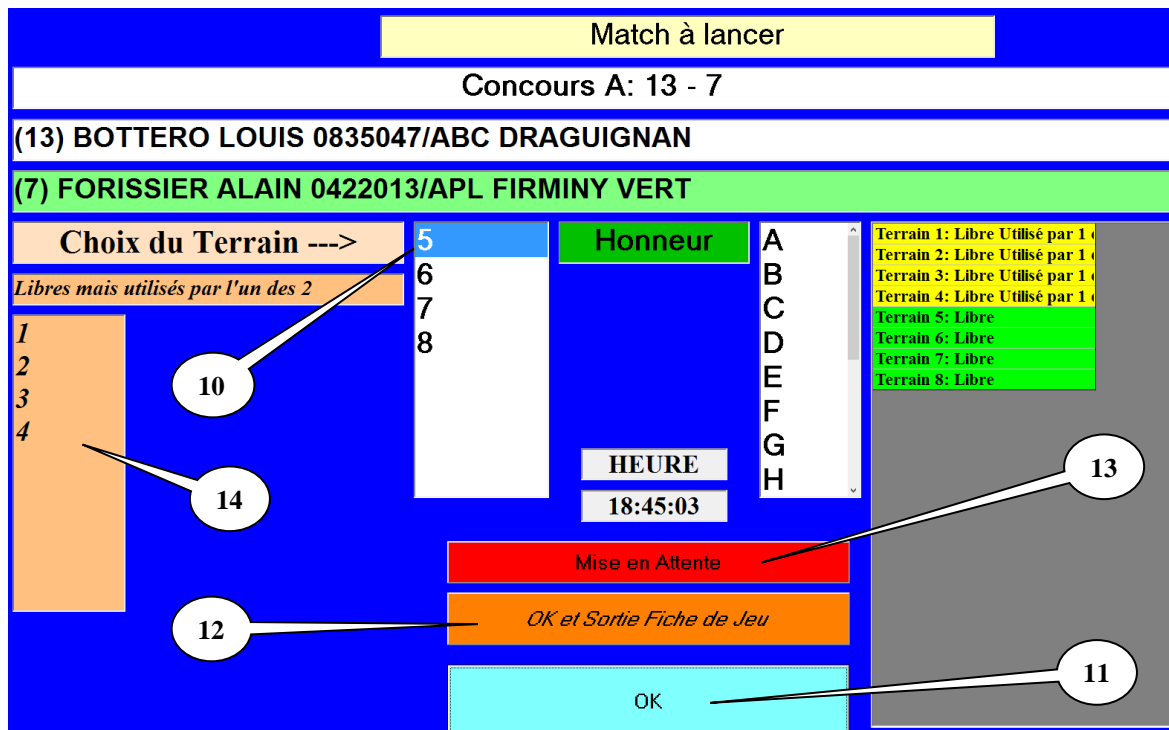 Match à lancer
Concours A: 13 - 7
(13) BOTTERO LOUIS 0835047/ABC DRAGUIGNAN
(7) FORISSIER ALAIN 0422013/APL FIRMINY VERT
Choix du Terrain --->
Libres mais utilisés par l'un des 2
1
2
3
4
10
14
12
5
6
7
8
Honneur
HEURE
18:45:03
A
B
C
D
E
F
G
H
Terrain 1: Libre Utilisé par 1
Terrain 2: Libre Utilisé par 1
Terrain 3: Libre Utilisé par 1
Terrain 4: Libre Utilisé par 1
Terrain 5: Libre
Terrain 6: Libre
Terrain 7: Libre
Terrain 8: Libre
13
Mise en Attente
OK et Sortie Fiche de Jeu
11
OK